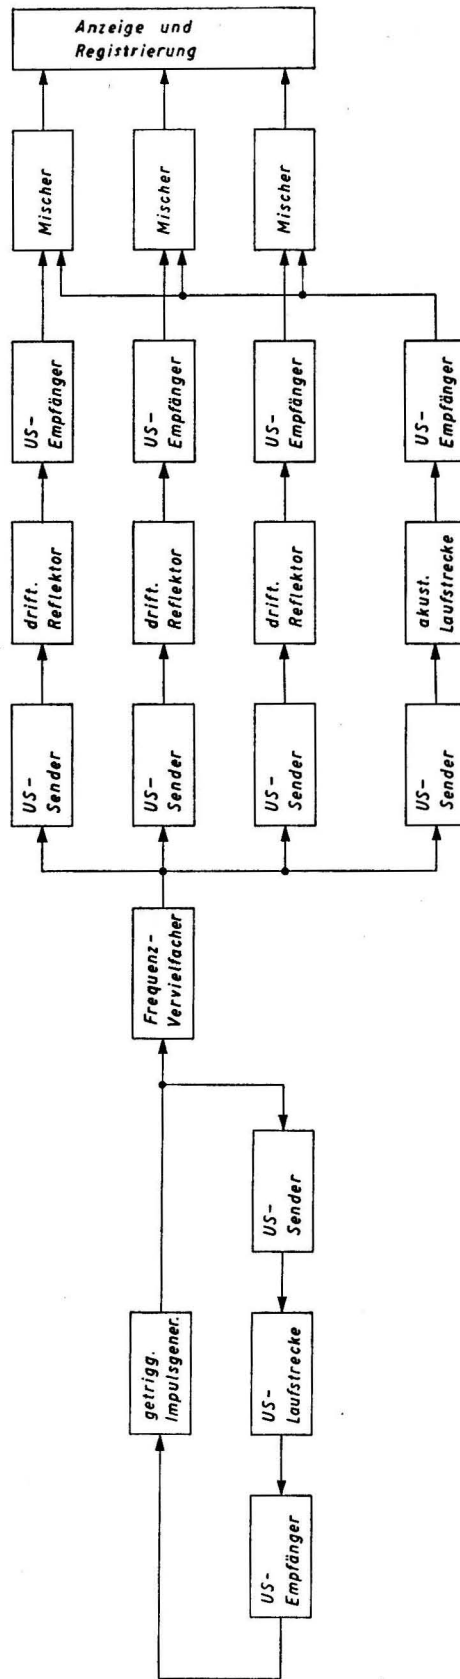 Anzeige und
Registrierung
Mischer
Mischer
Mischer
US-
Empfänger
US-
Empfänger
US-
Empfänger
US-
Empfänger
drift.
Reflektor
drift.
Reflektor
drift.
Reflektor
akust.
Laufstrecke
US-
Sender
US-
Sender
US-
Sender
US-
Sender
Frequenz-
Vervielfacher
US-
Sender
getrigg.
Impulsgener.
US-
Laufstrecke
US-
Empfänger